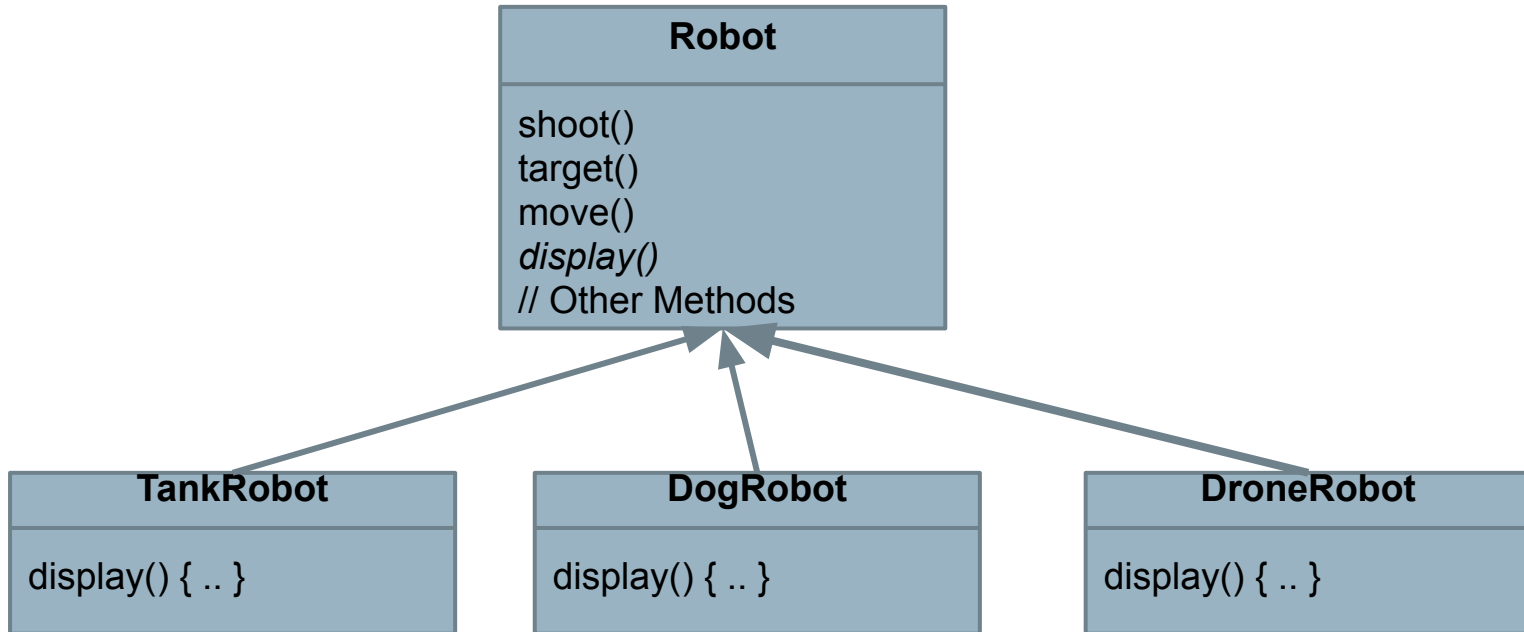 Robot
shoot()
target()
move()
display()
// Other Methods
TankRobot
display() { .. }
DogRobot
display() { .. }
DroneRobot
display() { .. }